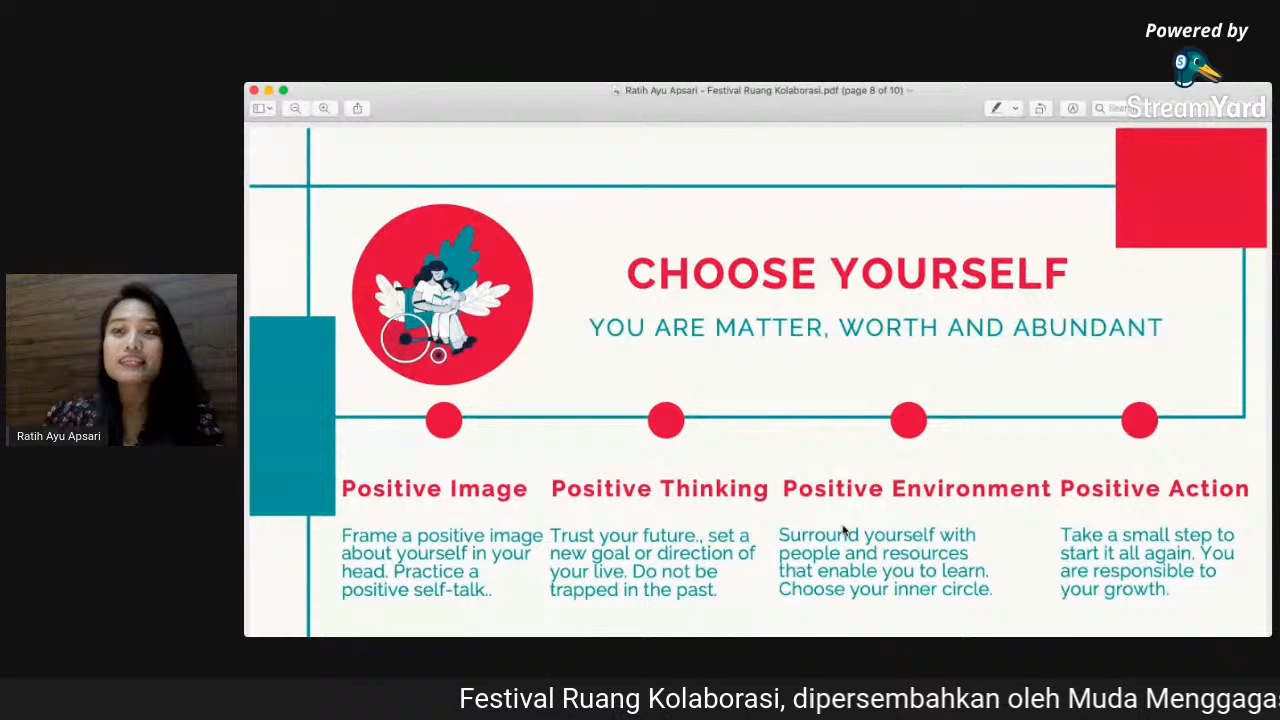 Powered by
StreamYard
Ratih Ayu Apsari - Festival Ruang Kolaborasi.pdf (page 8 of 10)
CHOOSE YOURSELF
YOU ARE MATTER, WORTH AND ABUNDANT
Ratih Ayu Apsari
Positive Image
Frame a positive image
about yourself in your
head. Practice a
positive self-talk..
Positive Thinking
Trust your future., set a
new goal or direction of
your live. Do not be
trapped in the past.
Positive Environment
Surround yourself with
people and resources
that enable you to learn.
Choose your inner circle.
Positive Action
Take a small step to
start it all again. You
are responsible to
your growth.
Festival Ruang Kolaborasi, dipersembahkan oleh Muda Menggagas